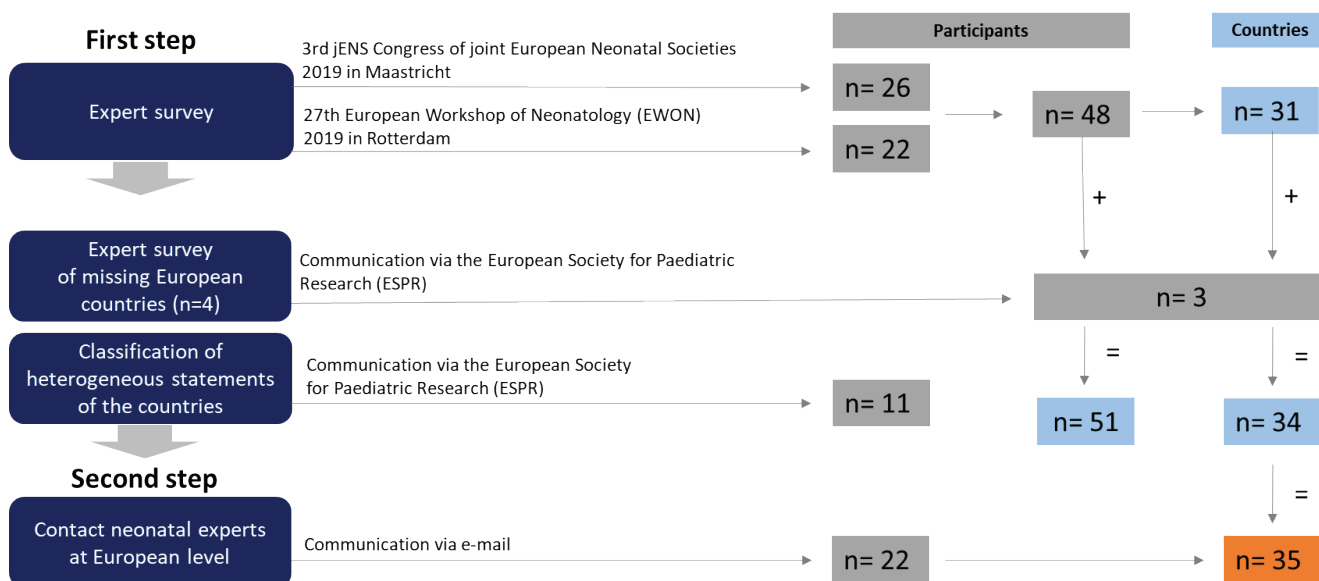 First step
Participants
Countries
Expert survey
3rd jENS Congress of joint European Neonatal Societies
2019 in Maastricht
27th European Workshop of Neonatology (EWON)
2019 in Rotterdam
n= 26
n= 22
n= 48
n= 31
+
+
Expert survey
of missing European
countries (n=4)
Communication via the European Society for Paediatric
Research (ESPR)
n= 3
=
=
Classification of
heterogeneous statements
of the countries
Communication via the European Society
for Paediatric Research (ESPR)
n= 11
n= 51
n= 34
=
Second step
Contact neonatal experts
at European level
Communication via e-mail
n= 22
n= 35